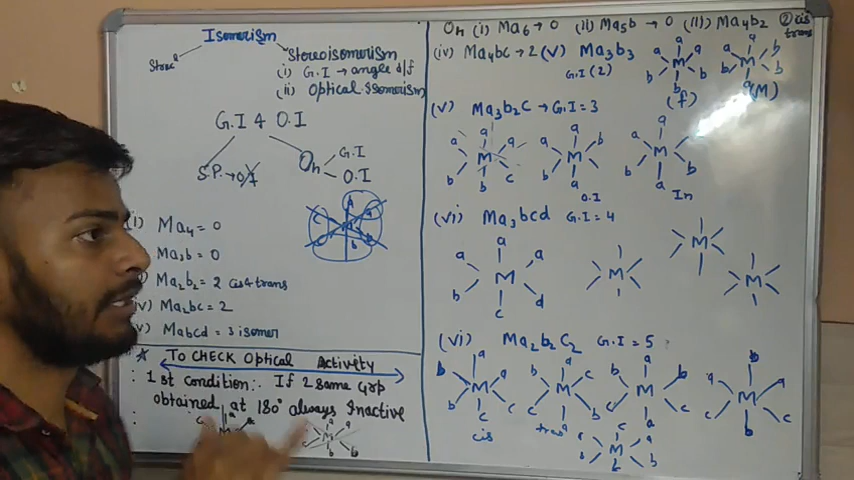 Isomerism
Struc
Stereoisomerism
(i) G.I → angle d/f
(ii) Optical Isomerism
G.I & O.I
S.P. → O.I
Oh G.I
O.I
(i) Ma4 = 0
Ma3b = 0
Ma2b2 = 2 cis & trans
Ma2bc = 2
Mabcd = 3 isomer
* TO CHECK Optical Activity
1st condition:. If 2 same Grp
obtained at 180° always Inactive
Oh (i) Ma6 → 0 (ii) Ma5b → 0 (iii) Ma4b2 → 2 cis
trans
(iv) Ma4bc → 2 (v) Ma3b3
G.I (2)
(f) (M)
(v) Ma3b2c → G.I = 3
O.I
In
(vi) Ma3bcd G.I = 4
(vi) Ma2b2C2 G.I = 5
cis